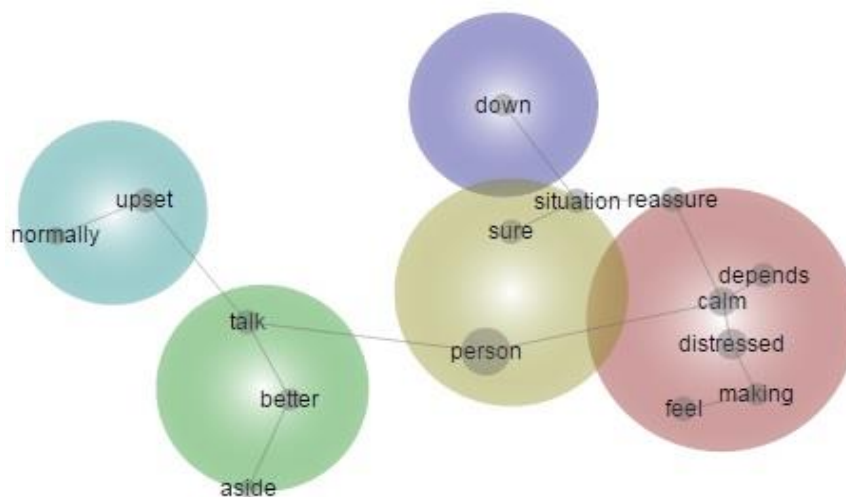 down
upset
situation reassure
normally
sure
depends
calm
talk
person
distressed
better
making
feel
aside